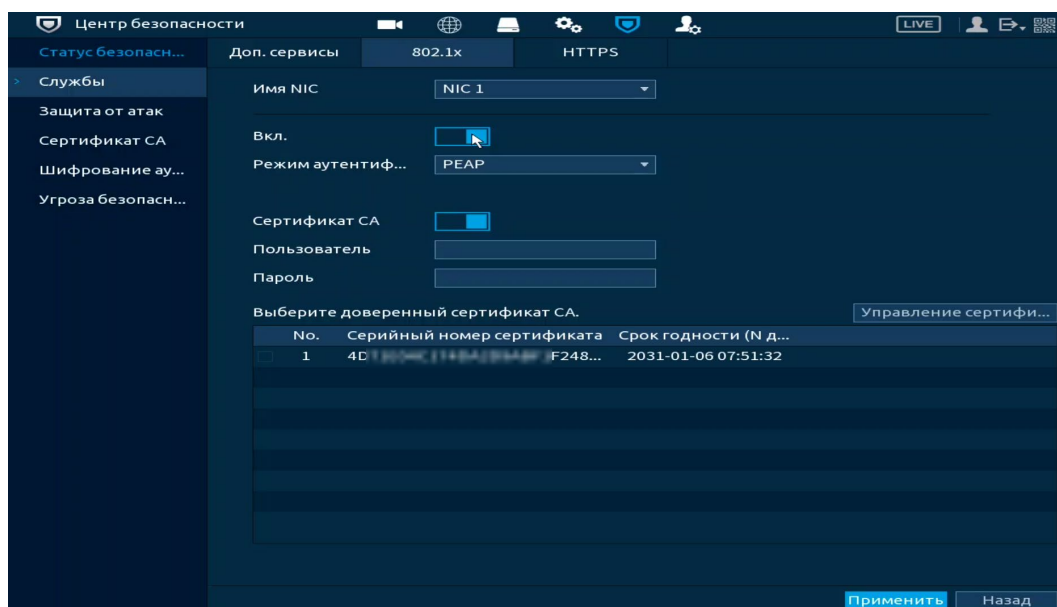 Центр безопасности LIVE
Статус безопасн... Доп. сервисы 802.1x HTTPS
Службы
Имя NIC NIC 1
Защита от атак
Вкл.
Сертификат CA
Режим аутентиф... PEAP
Шифрование ау...
Угроза безопасн...
Сертификат CA
Пользователь
Пароль
Выберите доверенный сертификат CA. Управление сертифи...
No. Серийный номер сертификата Срок годности (N д...
1 4D F248... 2031-01-06 07:51:32
Применить Назад